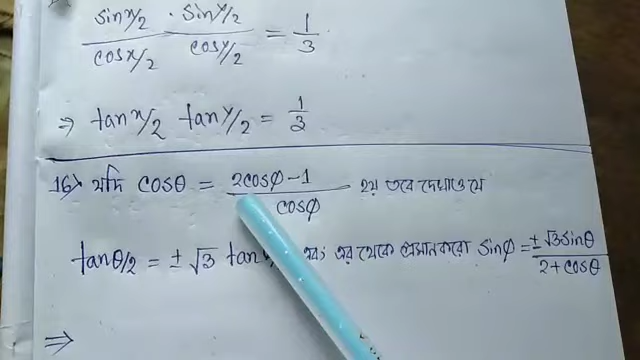 sinx/2 . siny/2 / cosx/2 cosy/2 = 1/3
⇒ tanx/2 tany/2 = 1/3
16> যদি cosθ = 2cosϕ-1 / cosϕ হয় তবে দেখাও যে
tanθ/2 = ±√3 tan এবং এর থেকে প্রমান করো sinϕ = ±√3sinθ / 2+cosθ
⇒